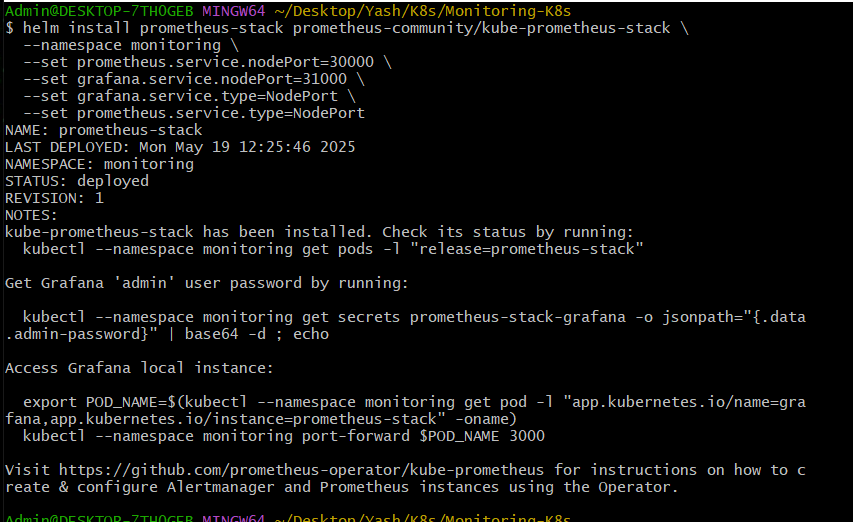 Admin@DESKTOP-7TH0GEB MINGW64 ~/Desktop/Yash/K8s/Monitoring-K8s
$ helm install prometheus-stack prometheus-community/kube-prometheus-stack \
  --namespace monitoring \
  --set prometheus.service.nodePort=30000 \
  --set grafana.service.nodePort=31000 \
  --set grafana.service.type=NodePort \
  --set prometheus.service.type=NodePort
NAME: prometheus-stack
LAST DEPLOYED: Mon May 19 12:25:46 2025
NAMESPACE: monitoring
STATUS: deployed
REVISION: 1
NOTES:
kube-prometheus-stack has been installed. Check its status by running:
  kubectl --namespace monitoring get pods -l "release=prometheus-stack"
Get Grafana 'admin' user password by running:
  kubectl --namespace monitoring get secrets prometheus-stack-grafana -o jsonpath="{.data
.admin-password}" | base64 -d ; echo
Access Grafana local instance:
  export POD_NAME=$(kubectl --namespace monitoring get pod -l "app.kubernetes.io/name=gra
fana,app.kubernetes.io/instance=prometheus-stack" -oname)
  kubectl --namespace monitoring port-forward $POD_NAME 3000
Visit https://github.com/prometheus-operator/kube-prometheus for instructions on how to c
reate & configure Alertmanager and Prometheus instances using the Operator.
Admin@DESKTOP-7TH0GEB MINGW64 ~/Desktop/Yash/K8s/Monitoring-K8s